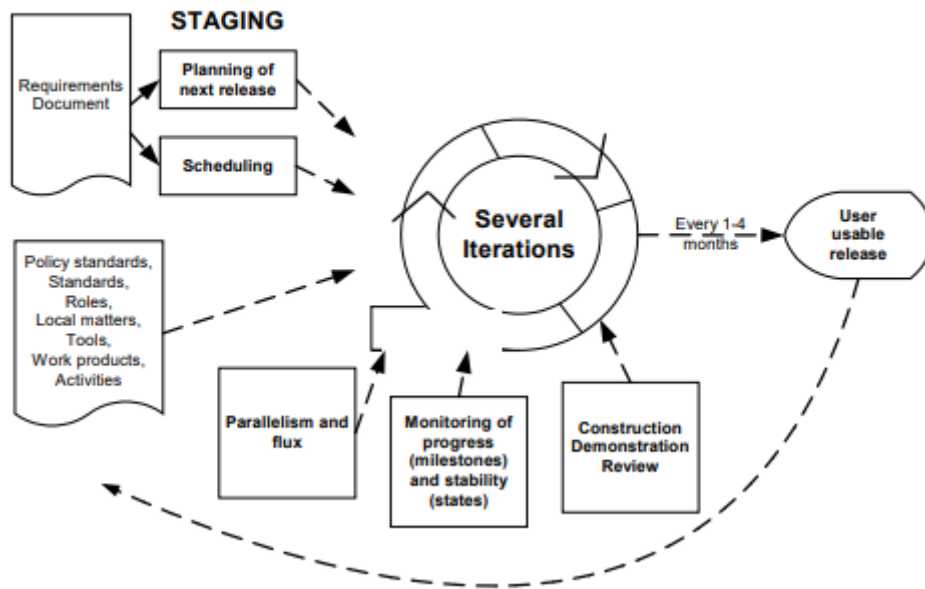 STAGING
Requirements
Document
Planning of
next release
Scheduling
Policy standards,
Standards,
Roles,
Local matters,
Tools,
Work products,
Activities
Several
Iterations
Every 1-4
months
User
usable
release
Parallelism and
flux
Monitoring of
progress
(milestones)
and stability
(states)
Construction
Demonstration
Review